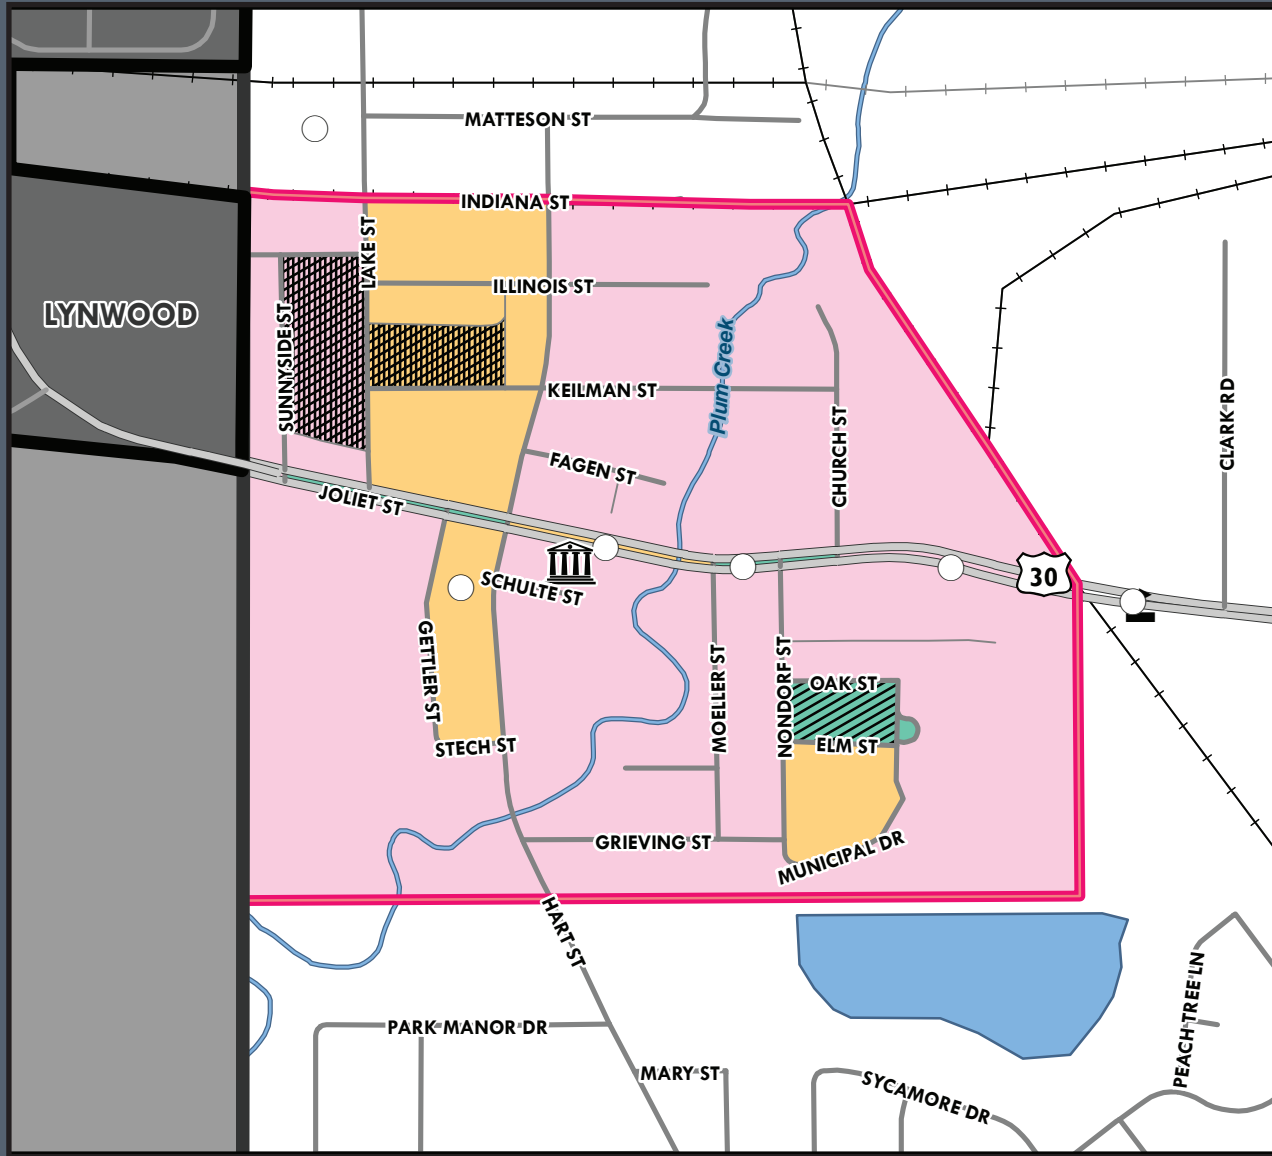 MATTESON ST
INDIANA ST
LAKE ST
ILLINOIS ST
LYNWOOD
SUNNYSIDE ST
Plum Creek
KEILMAN ST
CHURCH ST
CLARK RD
FAGEN ST
JOLIET ST
30
SCHULTE ST
GETTLER ST
MOELLER ST
NONDORF ST
OAK ST
ELM ST
STECH ST
GRIEVING ST
MUNICIPAL DR
HART ST
PEACH TREE LN
PARK MANOR DR
MARY ST
SYCAMORE DR